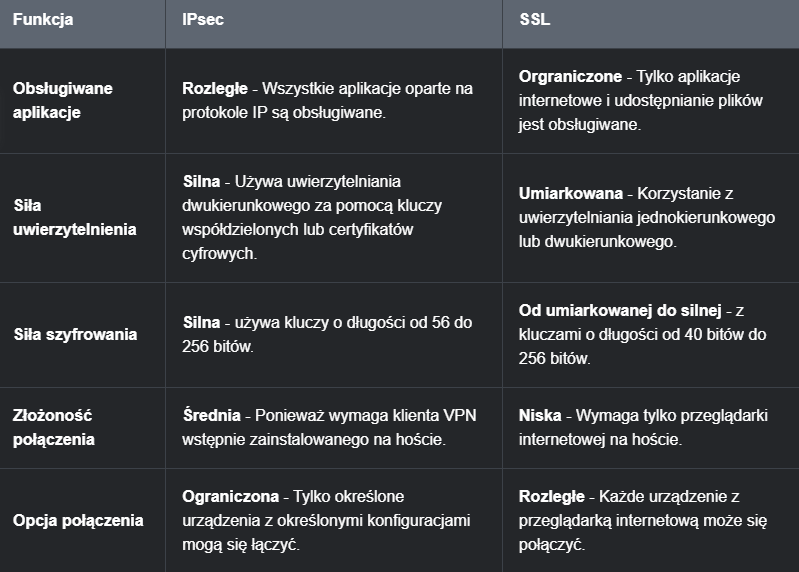 Funkcja IPsec SSL
Obsługiwane
aplikacje
Rozległe - Wszystkie aplikacje oparte na
protokole IP są obsługiwane.
Orgraniczone - Tylko aplikacje
internetowe i udostępnianie plików
jest obsługiwane.
Siła
uwierzytelnienia
Silna - Używa uwierzytelniania
dwukierunkowego za pomocą kluczy
współdzielonych lub certyfikatów
cyfrowych.
Umiarkowana - Korzystanie z
uwierzytelniania jednokierunkowego
lub dwukierunkowego.
Siła szyfrowania
Silna - używa kluczy o długości od 56 do
256 bitów.
Od umiarkowanej do silnej - z
kluczami o długości od 40 bitów do
256 bitów.
Złożoność
połączenia
Średnia - Ponieważ wymaga klienta VPN
wstępnie zainstalowanego na hoście.
Niska - Wymaga tylko przeglądarki
internetowej na hoście.
Opcja połączenia
Ograniczona - Tylko określone
urządzenia z określonymi konfiguracjami
mogą się łączyć.
Rozległe - Każde urządzenie z
przeglądarką internetową może się
połączyć.